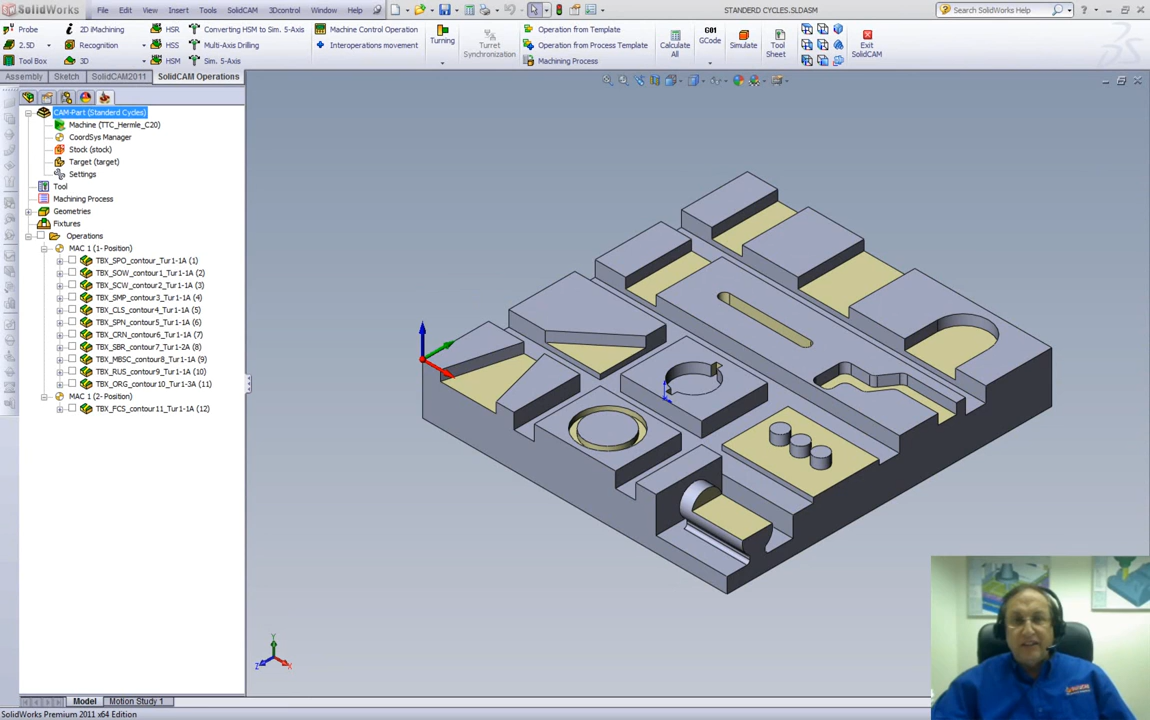 SolidWorks
File Edit View Insert Tools SolidCAM 3Dcontrol Window Help
STANDERD CYCLES.SLDASM
Search SolidWorks Help
Probe
2.5D
Tool Box
2D iMachining
Recognition
3D
HSR
HSS
HSM
Converting HSM to Sim. 5-Axis
Multi-Axis Drilling
Sim. 5-Axis
Machine Control Operation
Interoperations movement
Turning
Turret
Synchronization
Operation from Template
Operation from Process Template
Machining Process
Calculate
All
G01
GCode
Simulate
Tool
Sheet
Exit
SolidCAM
Assembly Sketch SolidCAM2011 SolidCAM Operations
CAM-Part (Standerd Cycles)
Machine (TTC_Hermle_C20)
CoordSys Manager
Stock (stock)
Target (target)
Settings
Tool
Machining Process
Geometries
Fixtures
Operations
MAC 1 (1- Position)
TBX_SPO_contour_Tur1-1A (1)
TBX_SOW_contour1_Tur1-1A (2)
TBX_SCW_contour2_Tur1-1A (3)
TBX_SMP_contour3_Tur1-1A (4)
TBX_CLS_contour4_Tur1-1A (5)
TBX_SPN_contour5_Tur1-1A (6)
TBX_CRN_contour6_Tur1-1A (7)
TBX_SBR_contour7_Tur1-2A (8)
TBX_MBSC_contour8_Tur1-1A (9)
TBX_RUS_contour9_Tur1-1A (10)
TBX_ORG_contour10_Tur1-3A (11)
MAC 1 (2- Position)
TBX_FCS_contour11_Tur1-1A (12)
Y
Z X
Model Motion Study 1
SolidWorks Premium 2011 x64 Edition